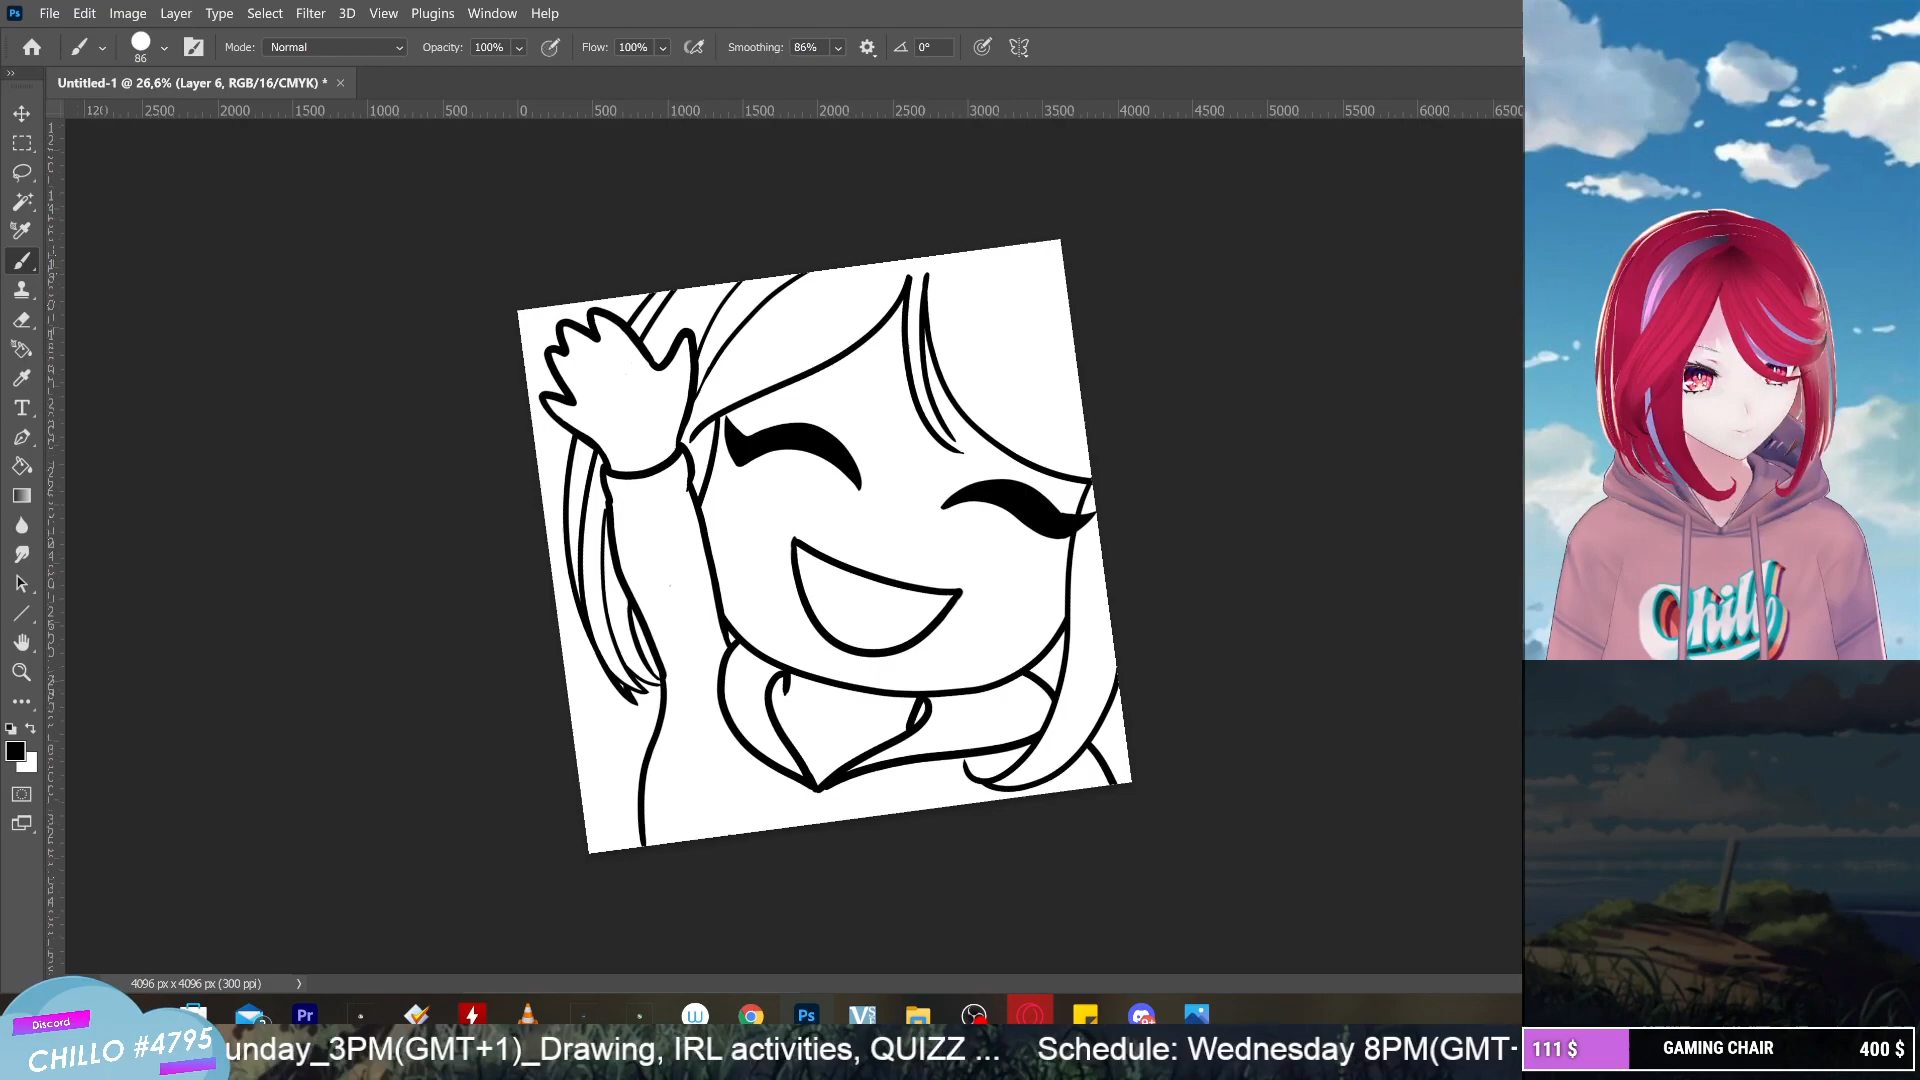 Ps File Edit Image Layer Type Select Filter 3D View Plugins Window Help
86 Mode: Normal Opacity: 100% Flow: 100% Smoothing: 86% 0°
Untitled-1 @ 26,6% (Layer 6, RGB/16/CMYK) * ×
2500 2000 1500 1000 500 0 500 1000 1500 2000 2500 3000 3500 4000 4500 5000 5500 6000 6500
Chill
4096 px x 4096 px (300 ppi)
Pr Ps
Discord
CHILLO #4795
unday_3PM(GMT+1)_Drawing, IRL activities, QUIZZ ... Schedule: Wednesday 8PM(GMT-
111 $ GAMING CHAIR 400 $